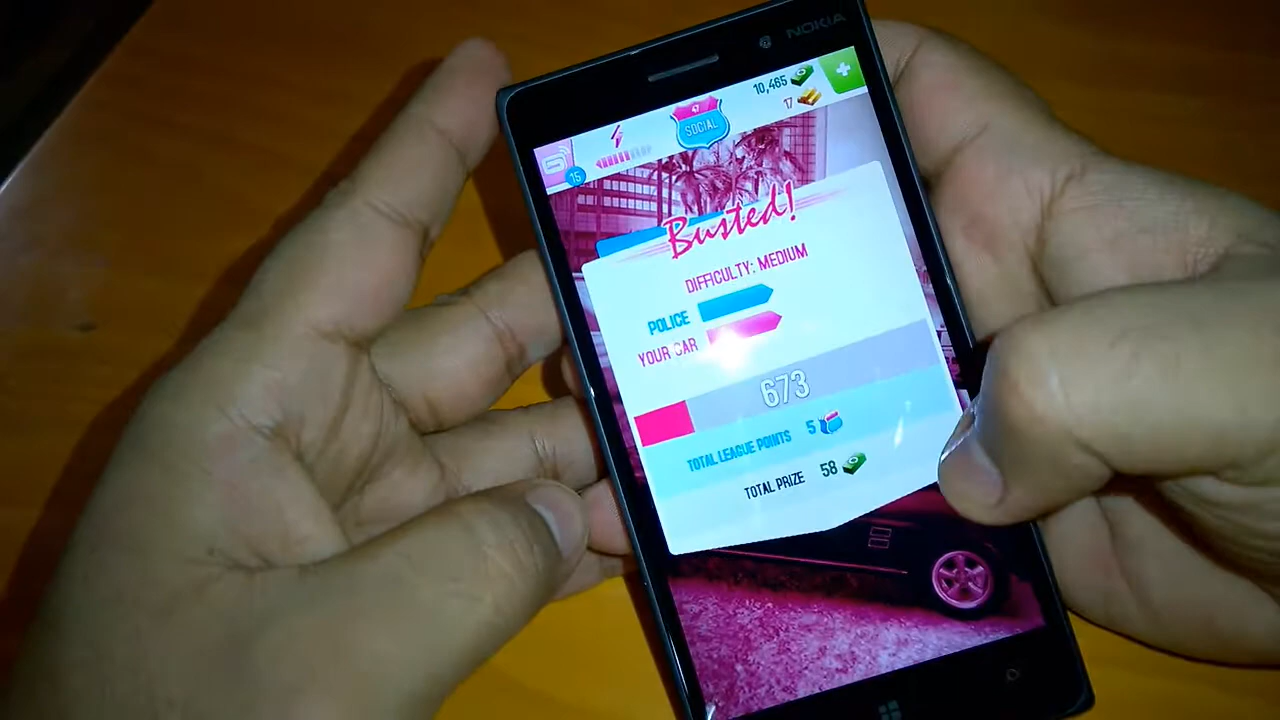 NOKIA
10,465
17
47
SOCIAL
15
Busted!
DIFFICULTY: MEDIUM
POLICE
YOUR CAR
673
TOTAL LEAGUE POINTS 5
TOTAL PRIZE 58